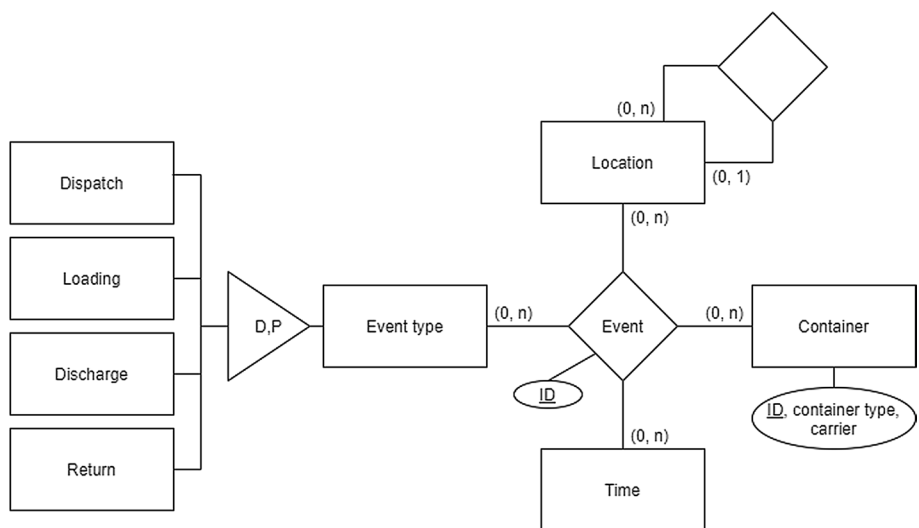 (0, n)
Location
(0, 1)
(0, n)
Dispatch
Loading
D,P
Event type
(0, n)
Event
(0, n)
Container
Discharge
ID
ID, container type,
carrier
(0, n)
Return
Time